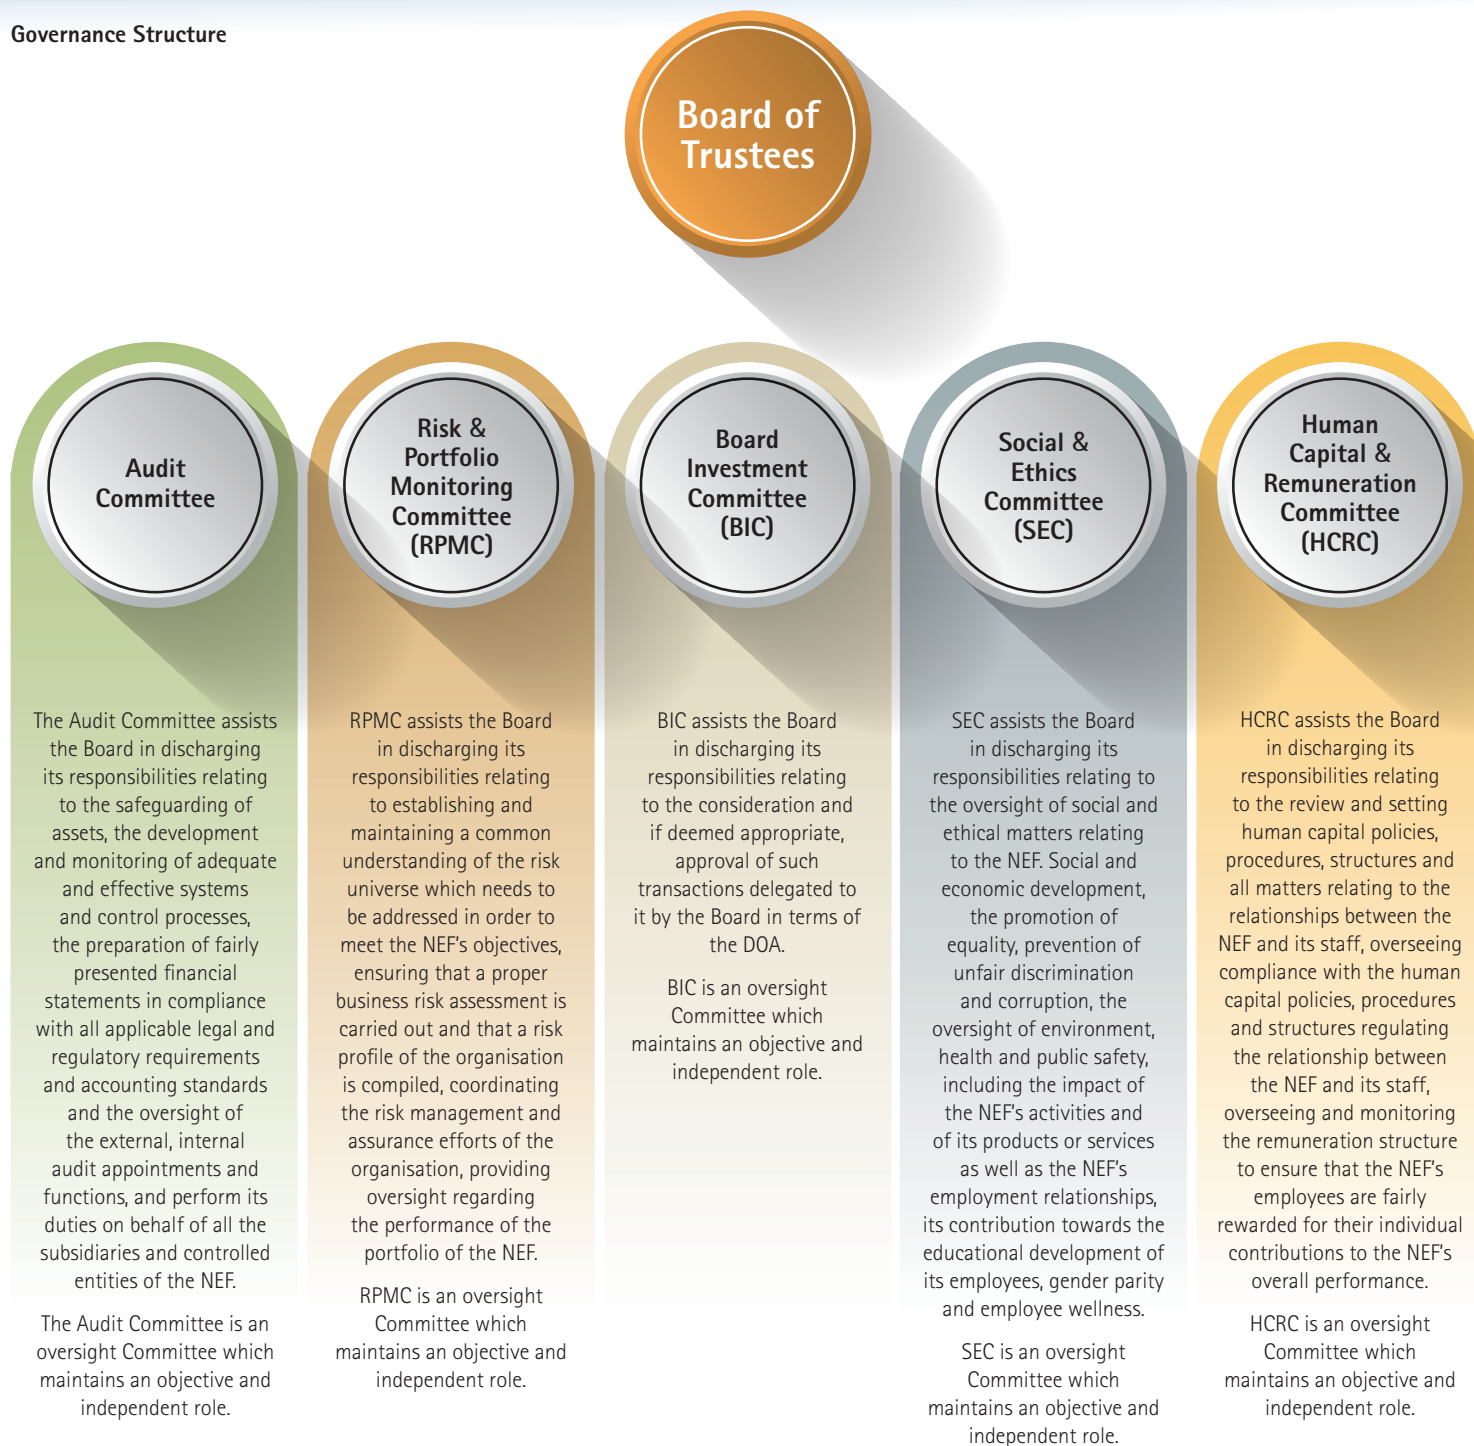 Governance Structure
Board of
Trustees
Audit
Committee
The Audit Committee assists
the Board in discharging
its responsibilities relating
to the safeguarding of
assets, the development
and monitoring of adequate
and effective systems
and control processes,
the preparation of fairly
presented financial
statements in compliance
with all applicable legal and
regulatory requirements
and accounting standards
and the oversight of
the external, internal
audit appointments and
functions, and perform its
duties on behalf of all the
subsidiaries and controlled
entities of the NEF.
The Audit Committee is an
oversight Committee which
maintains an objective and
independent role.
Risk &
Portfolio
Monitoring
Committee
(RPMC)
RPMC assists the Board
in discharging its
responsibilities relating
to establishing and
maintaining a common
understanding of the risk
universe which needs to
be addressed in order to
meet the NEF's objectives,
ensuring that a proper
business risk assessment is
carried out and that a risk
profile of the organisation
is compiled, coordinating
the risk management and
assurance efforts of the
organisation, providing
oversight regarding
the performance of the
portfolio of the NEF.
RPMC is an oversight
Committee which
maintains an objective and
independent role.
Board
Investment
Committee
(BIC)
BIC assists the Board
in discharging its
responsibilities relating
to the consideration and
if deemed appropriate,
approval of such
transactions delegated to
it by the Board in terms of
the DOA.
BIC is an oversight
Committee which
maintains an objective and
independent role.
Social &
Ethics
Committee
(SEC)
SEC assists the Board
in discharging its
responsibilities relating to
the oversight of social and
ethical matters relating
to the NEF. Social and
economic development,
the promotion of
equality, prevention of
unfair discrimination
and corruption, the
oversight of environment,
health and public safety,
including the impact of
the NEF's activities and
of its products or services
as well as the NEF's
employment relationships,
its contribution towards the
educational development of
its employees, gender parity
and employee wellness.
SEC is an oversight
Committee which
maintains an objective and
independent role.
Human
Capital &
Remuneration
Committee
(HCRC)
HCRC assists the Board
in discharging its
responsibilities relating
to the review and setting
human capital policies,
procedures, structures and
all matters relating to the
relationships between the
NEF and its staff, overseeing
compliance with the human
capital policies, procedures
and structures regulating
the relationship between
the NEF and its staff,
overseeing and monitoring
the remuneration structure
to ensure that the NEF's
employees are fairly
rewarded for their individual
contributions to the NEF's
overall performance.
HCRC is an oversight
Committee which
maintains an objective and
independent role.